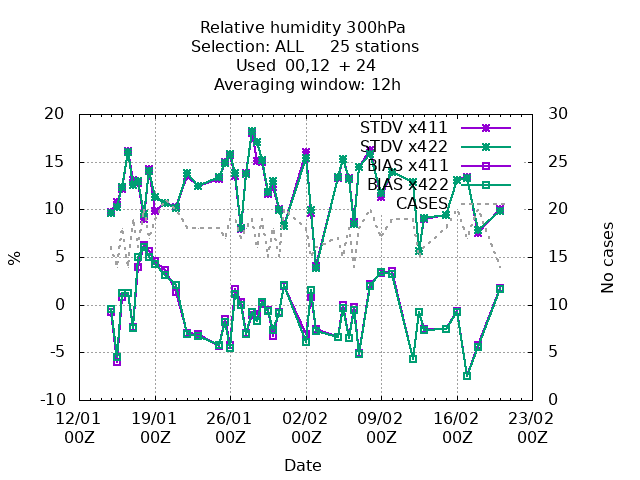 Relative humidity 300hPa
Selection: ALL 25 stations
Used 00,12 + 24
Averaging window: 12h
20 30
STDV x411
STDV x422
15 25
BIAS x411
BIAS x422
CASES
10 20
% 5 15 No cases
0 10
-5 5
-10 0
12/01 19/01 26/01 02/02 09/02 16/02 23/02
00Z 00Z 00Z 00Z 00Z 00Z 00Z
Date